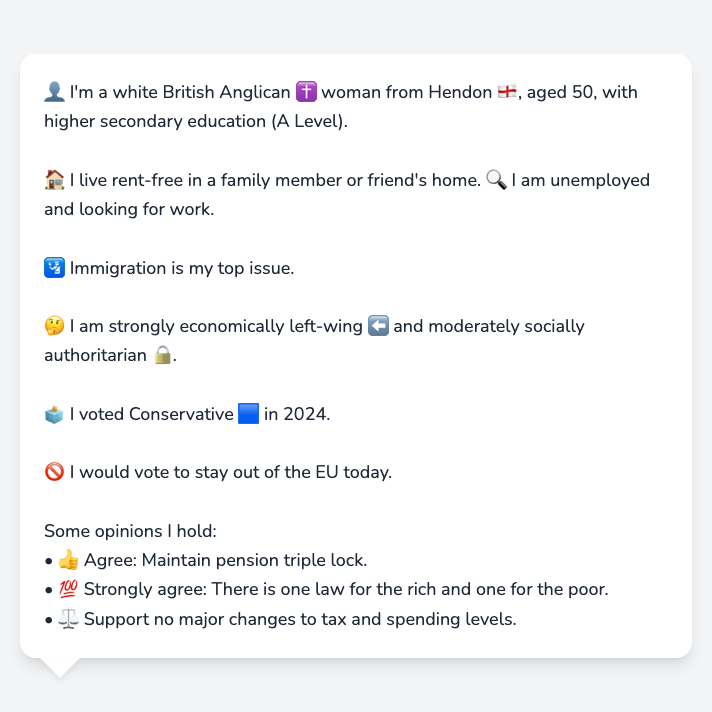 👤 I'm a white British Anglican ✝️ woman from Hendon 🏴󠁧󠁢󠁥󠁮󠁧󠁿, aged 50, with
higher secondary education (A Level).
🏠 I live rent-free in a family member or friend's home. 🔍 I am unemployed
and looking for work.
🛂 Immigration is my top issue.
🤔 I am strongly economically left-wing ⬅️ and moderately socially
authoritarian 🔒.
🗳️ I voted Conservative 🟦 in 2024.
🚫 I would vote to stay out of the EU today.
Some opinions I hold:
• 👍 Agree: Maintain pension triple lock.
• 💯 Strongly agree: There is one law for the rich and one for the poor.
• ⚖️ Support no major changes to tax and spending levels.